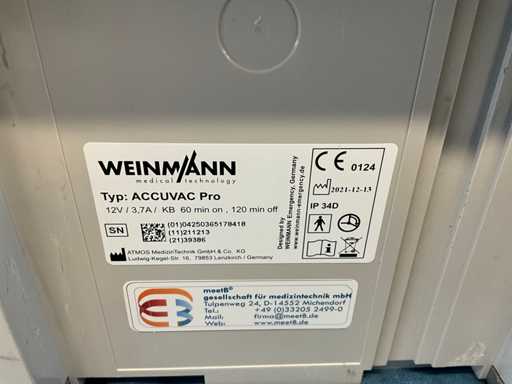 WEINMANN
medical technology
Typ: ACCUVAC Pro
12V / 3,7A / KB 60 min on , 120 min off
SN
(01)04250365178418
(11)211213
(21)39386
ATMOS MedizinTechnik GmbH & Co. KG
Ludwig-Kegel-Str. 16, 79853 Lenzkirch / Germany
Designed by
WEINMANN Emergency, Germany
www.weinmann-emergency.de
CE 0124
2021-12-13
IP 34D
meetB®
gesellschaft für medizintechnik mbH
Tulpenweg 24, D-14552 Michendorf
Tel.: +49 (0)33205 2499-0
Mail: firma@meetB.de
Web: www.meetB.de